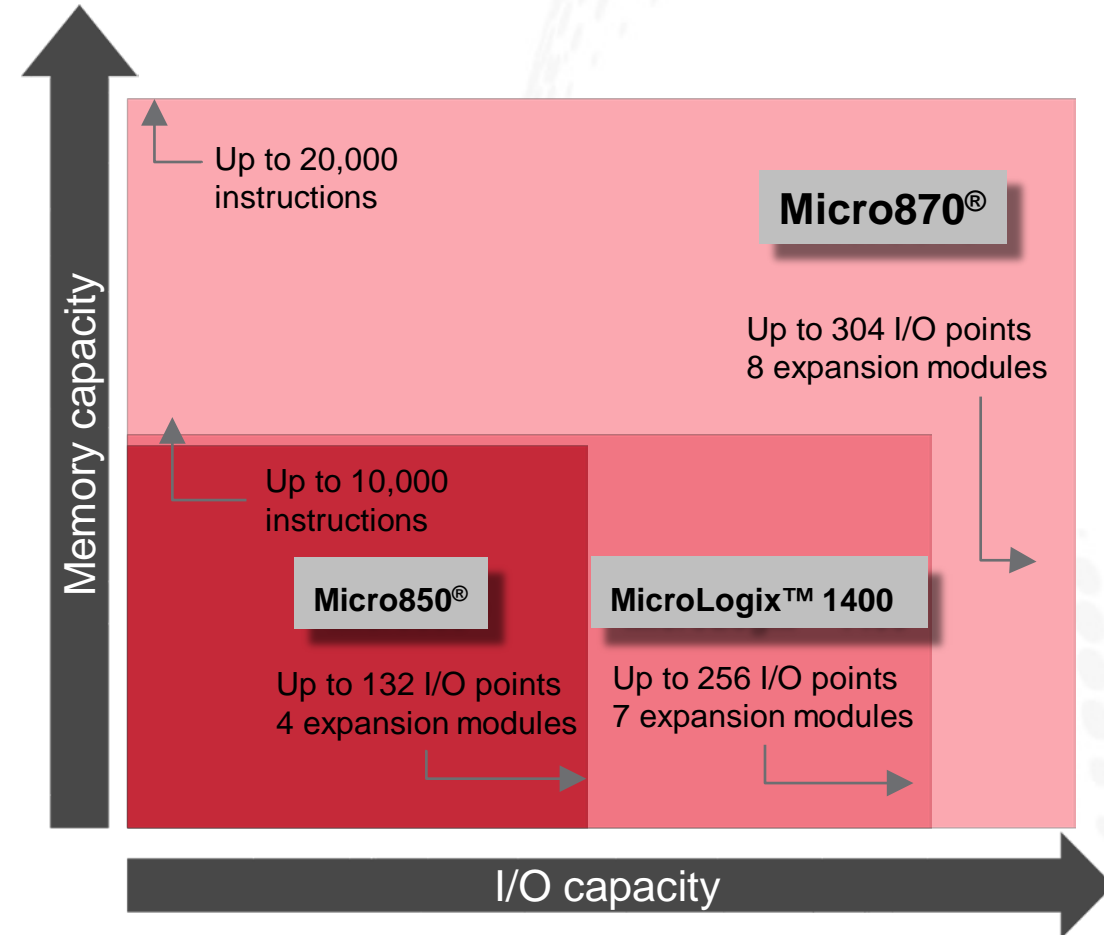 Memory capacity
Up to 20,000
instructions
Micro870®
Up to 304 I/O points
8 expansion modules
Up to 10,000
instructions
Micro850®
MicroLogix™ 1400
Up to 132 I/O points
4 expansion modules
Up to 256 I/O points
7 expansion modules
I/O capacity